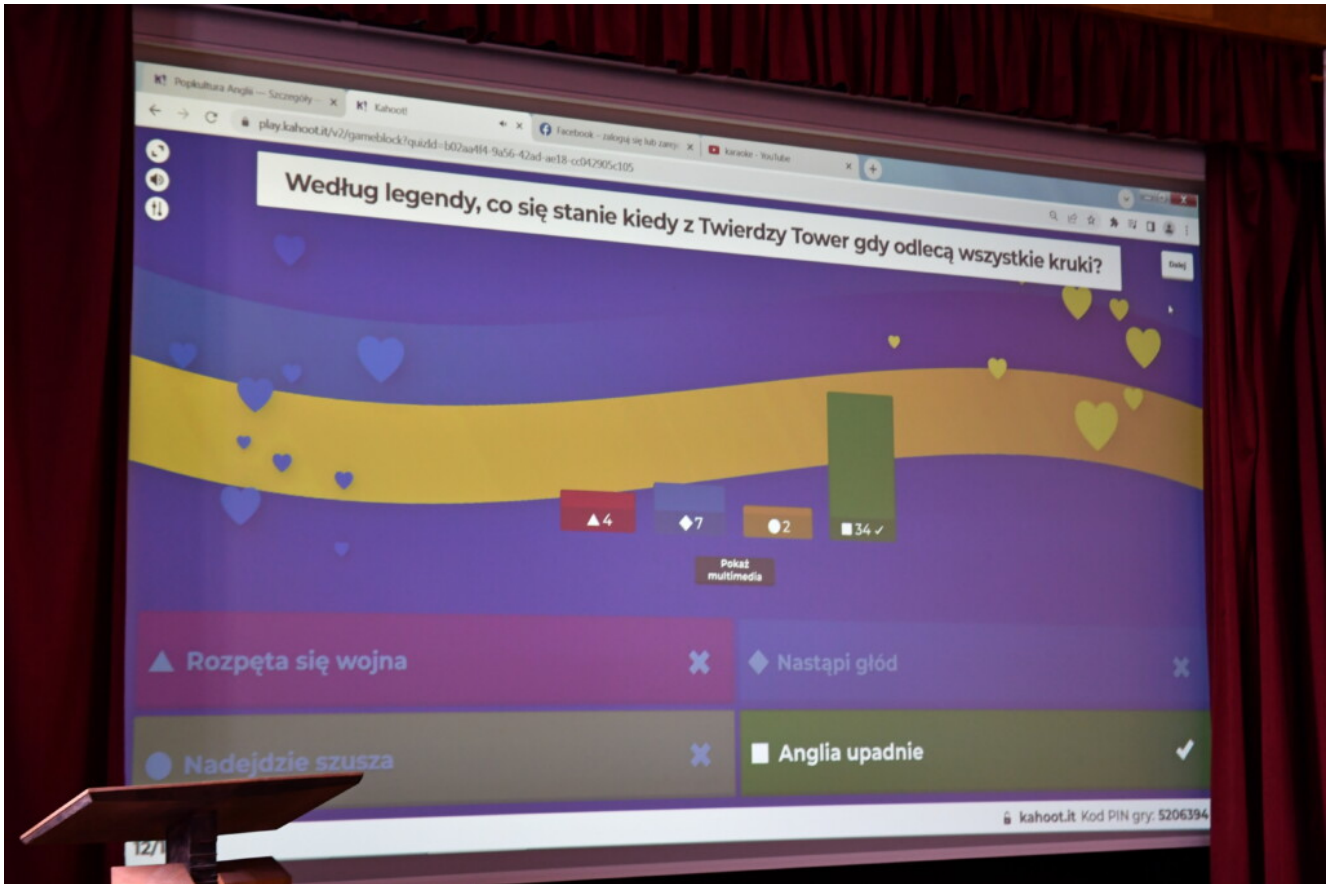 K! Popkultura Anglii — Szczegóły
K! Kahoot!
Facebook – zaloguj się lub zarej
karaoke - YouTube
play.kahoot.it/v2/gameblock?quizId=b02aa4f4-9a56-42ad-ae18-cc042905c105
Według legendy, co się stanie kiedy z Twierdzy Tower gdy odlecą wszystkie kruki?
Dalej
4
7
2
34
Pokaż
multimedia
Rozpęta się wojna
Nastąpi głód
Nadejdzie szusza
Anglia upadnie
kahoot.it Kod PIN gry: 5206394
12/1